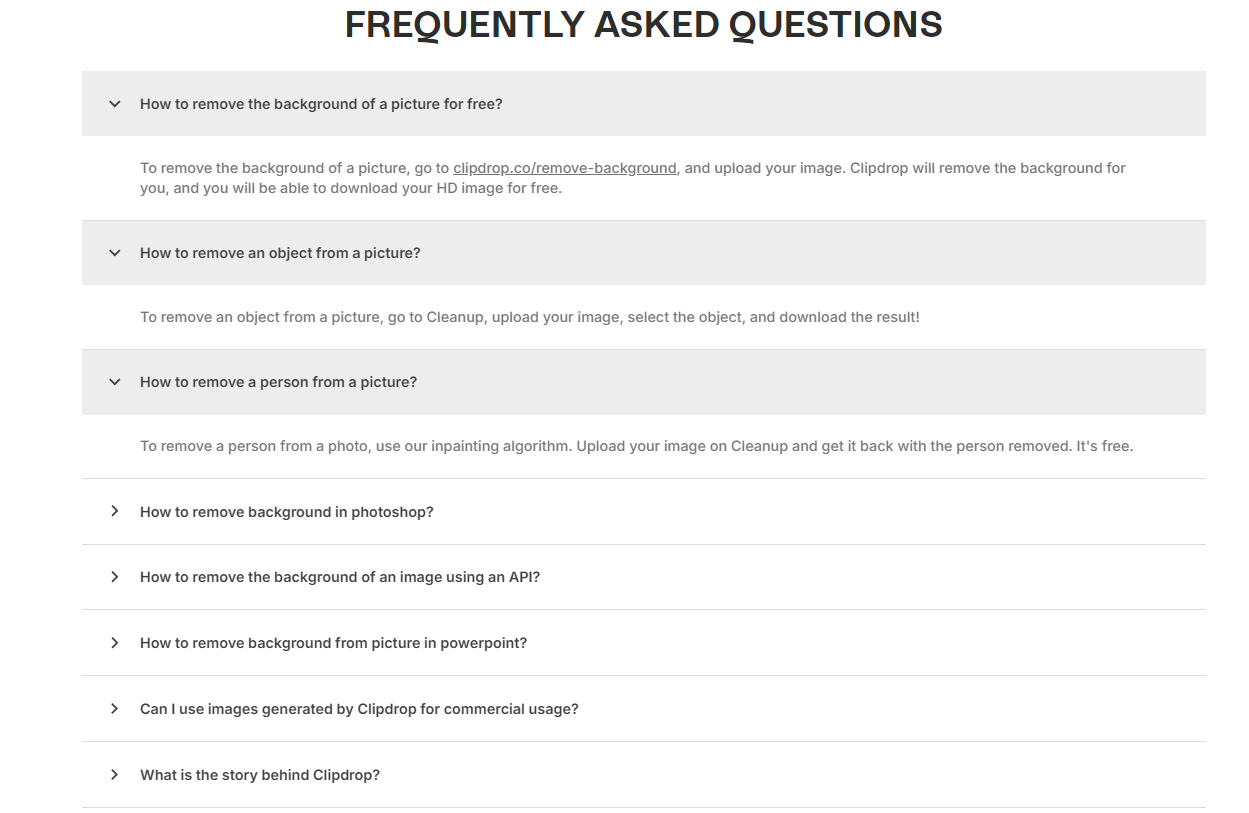 FREQUENTLY ASKED QUESTIONS
How to remove the background of a picture for free?
To remove the background of a picture, go to clipdrop.co/remove-background, and upload your image. Clipdrop will remove the background for
you, and you will be able to download your HD image for free.
How to remove an object from a picture?
To remove an object from a picture, go to Cleanup, upload your image, select the object, and download the result!
How to remove a person from a picture?
To remove a person from a photo, use our inpainting algorithm. Upload your image on Cleanup and get it back with the person removed. It's free.
How to remove background in photoshop?
How to remove the background of an image using an API?
How to remove background from picture in powerpoint?
Can I use images generated by Clipdrop for commercial usage?
What is the story behind Clipdrop?